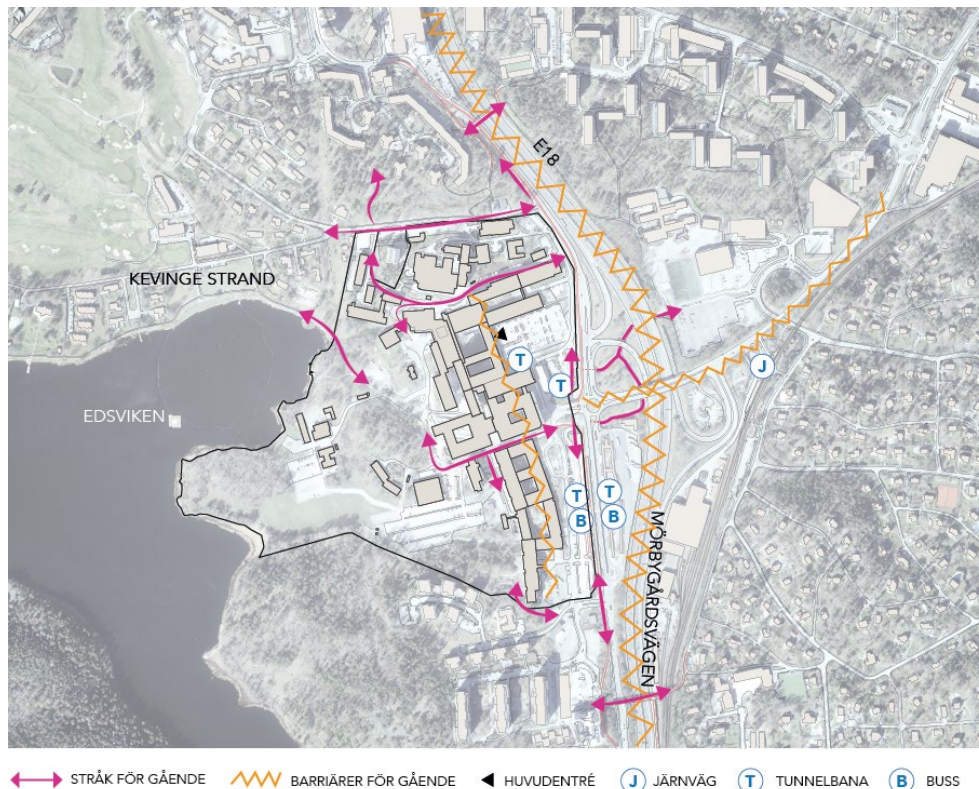 E18
KEVINGE STRAND
T
T
J
EDSVIKEN
T
B
T
B
MÖRBYGÅRDSVÄGEN
STRÅK FÖR GÅENDE
BARRIÄRER FÖR GÅENDE
HUVUDENTRÉ
J JÄRNVÄG
T TUNNELBANA
B BUSS